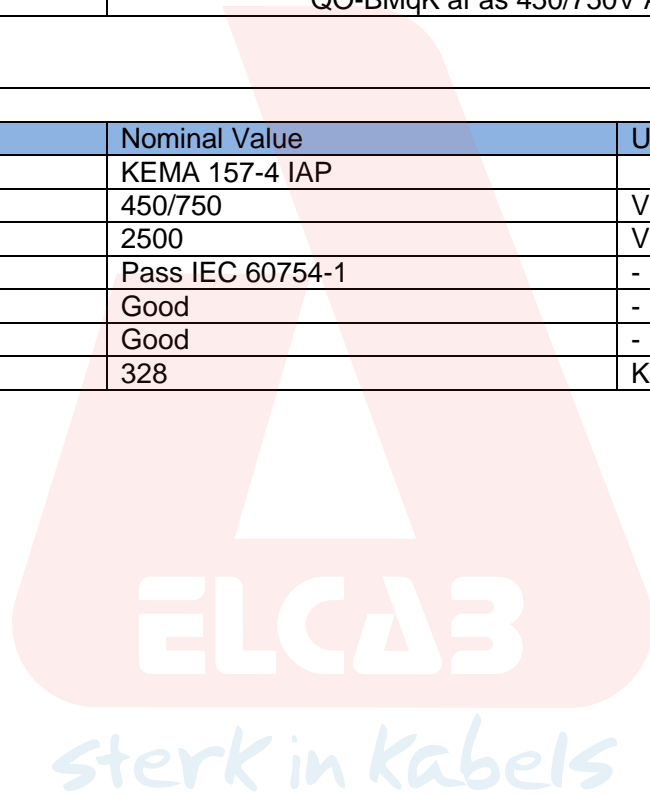 QO-BMqK af as 450/750V
Nominal Value
KEMA 157-4 IAP
450/750 V
2500 V
Pass IEC 60754-1 -
Good -
Good -
328 K
ELCAB
sterk in kabels